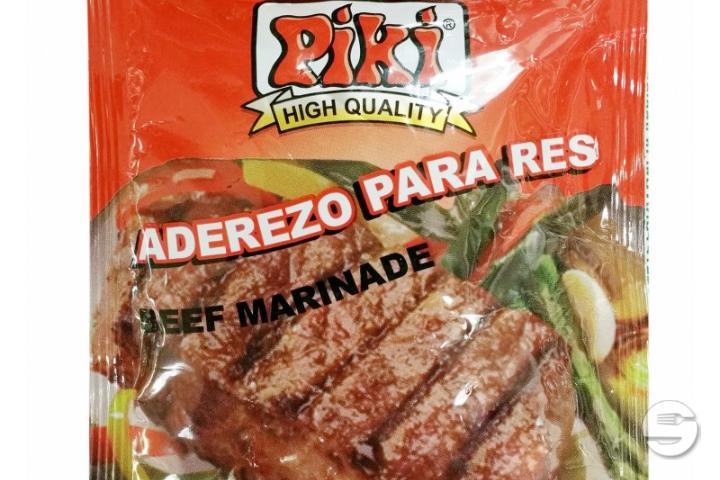 Piki®
HIGH QUALITY
ADEREZO PARA RES
BEEF MARINADE